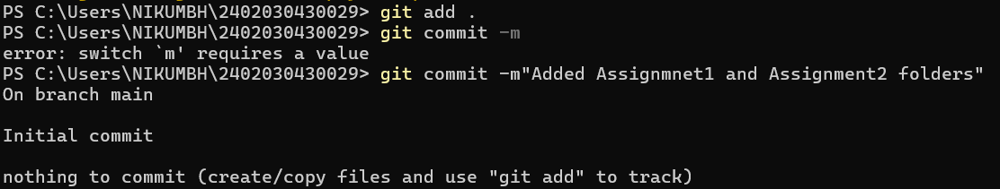 PS C:\Users\NIKUMBH\2402030430029> git add .
PS C:\Users\NIKUMBH\2402030430029> git commit -m
error: switch `m' requires a value
PS C:\Users\NIKUMBH\2402030430029> git commit -m"Added Assignmnet1 and Assignment2 folders"
On branch main
Initial commit
nothing to commit (create/copy files and use "git add" to track)